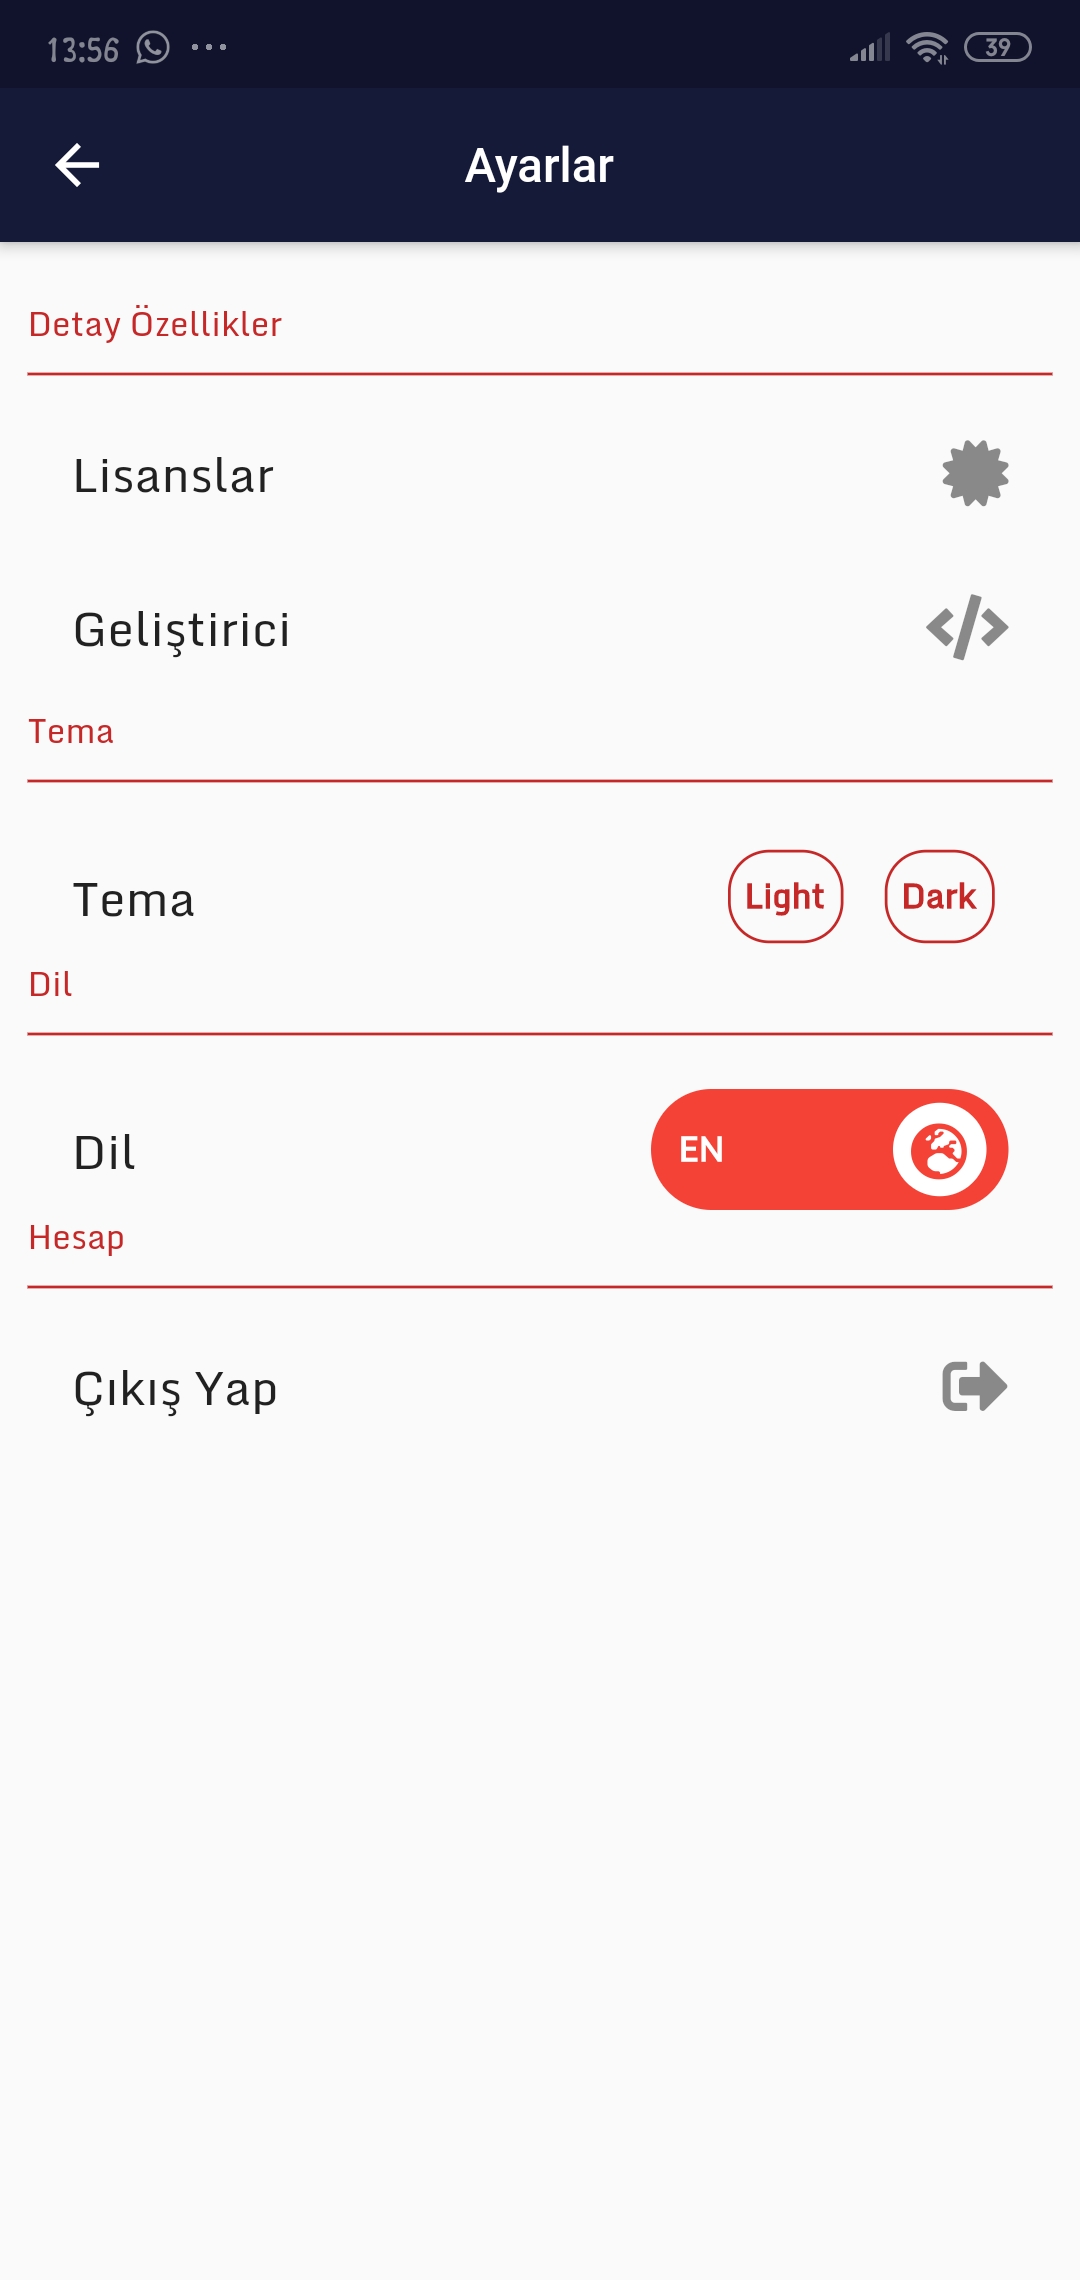 13:56
39
Ayarlar
Detay Özellikler
Lisanslar
Geliştirici
Tema
Tema Light Dark
Dil
Dil EN
Hesap
Çıkış Yap